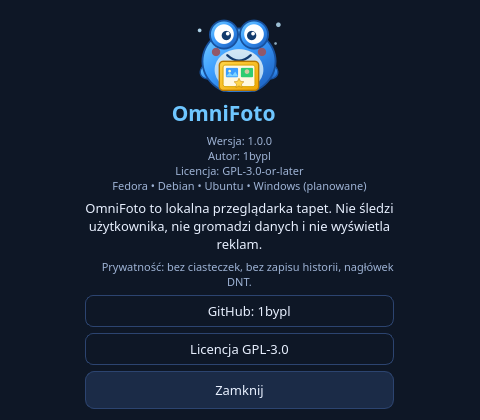 OmniFoto
Wersja: 1.0.0
Autor: 1bypl
Licencja: GPL-3.0-or-later
Fedora • Debian • Ubuntu • Windows (planowane)
OmniFoto to lokalna przeglądarka tapet. Nie śledzi
użytkownika, nie gromadzi danych i nie wyświetla
reklam.
Prywatność: bez ciasteczek, bez zapisu historii, nagłówek
DNT.
GitHub: 1bypl
Licencja GPL-3.0
Zamknij